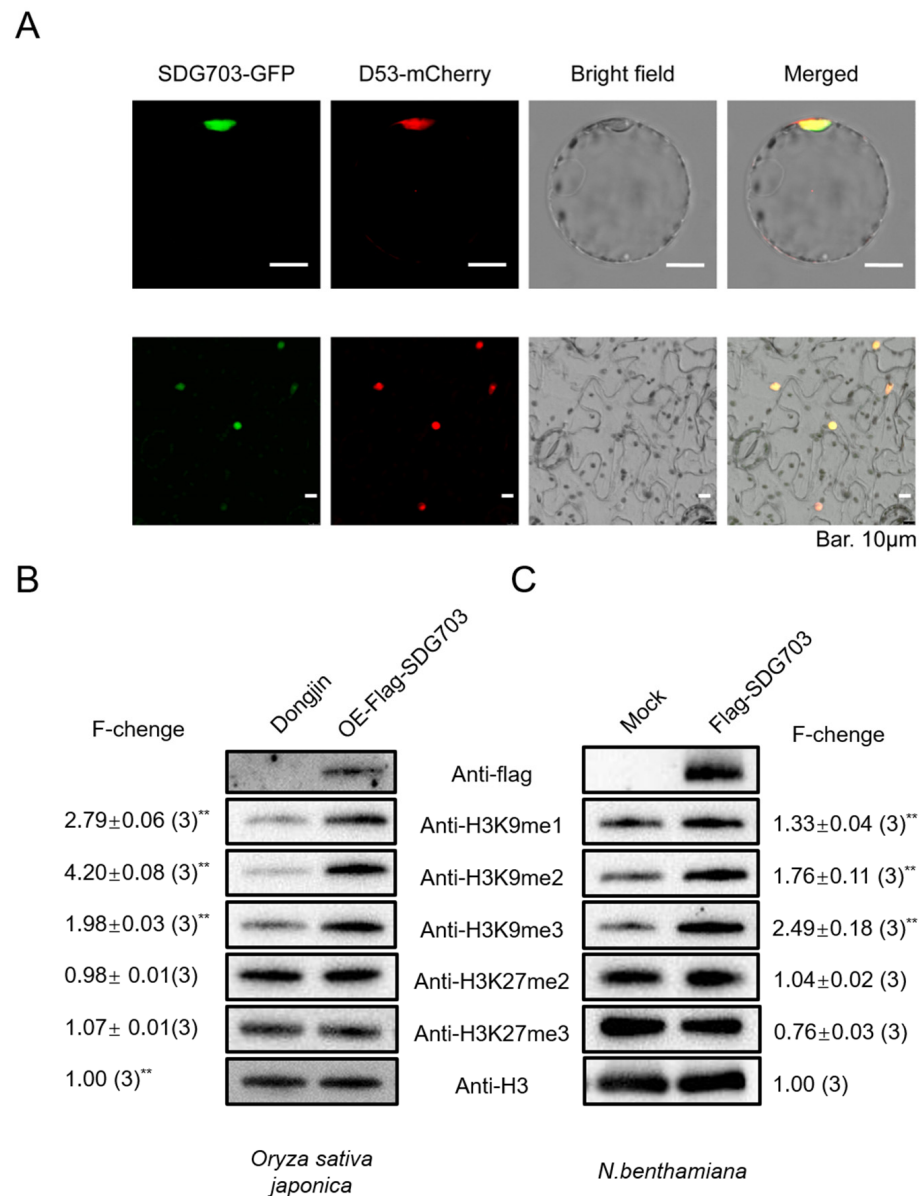 A
SDG703-GFP
D53-mCherry
Bright field
Merged
Bar. 10µm
B
C
Dongjin
OE-Flag-SDG703
Mock
Flag-SDG703
F-chenge
F-chenge
Anti-flag
2.79±0.06 (3)**
Anti-H3K9me1
1.33±0.04 (3)**
4.20±0.08 (3)**
Anti-H3K9me2
1.76±0.11 (3)**
1.98±0.03 (3)**
Anti-H3K9me3
2.49±0.18 (3)**
0.98± 0.01(3)
Anti-H3K27me2
1.04±0.02 (3)
1.07± 0.01(3)
Anti-H3K27me3
0.76±0.03 (3)
1.00 (3)**
Anti-H3
1.00 (3)
Oryza sativa
japonica
N.benthamiana